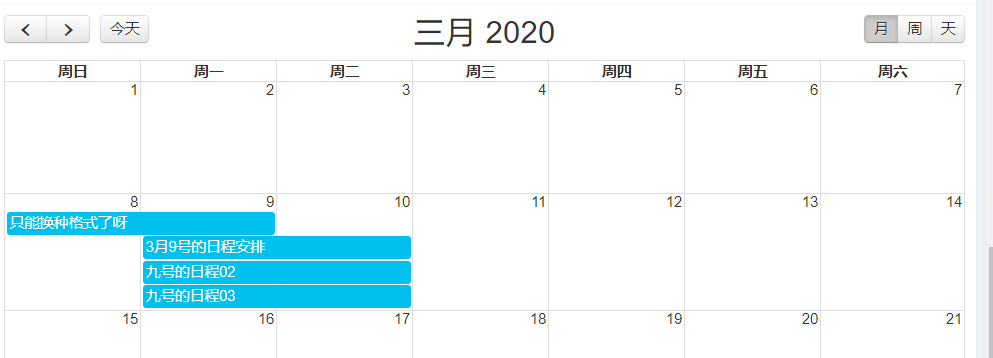 今天 三月 2020 月 周 天
周日 周一 周二 周三 周四 周五 周六
1 2 3 4 5 6 7
8 9 10 11 12 13 14
只能换种格式了呀
3月9号的日程安排
九号的日程02
九号的日程03
15 16 17 18 19 20 21